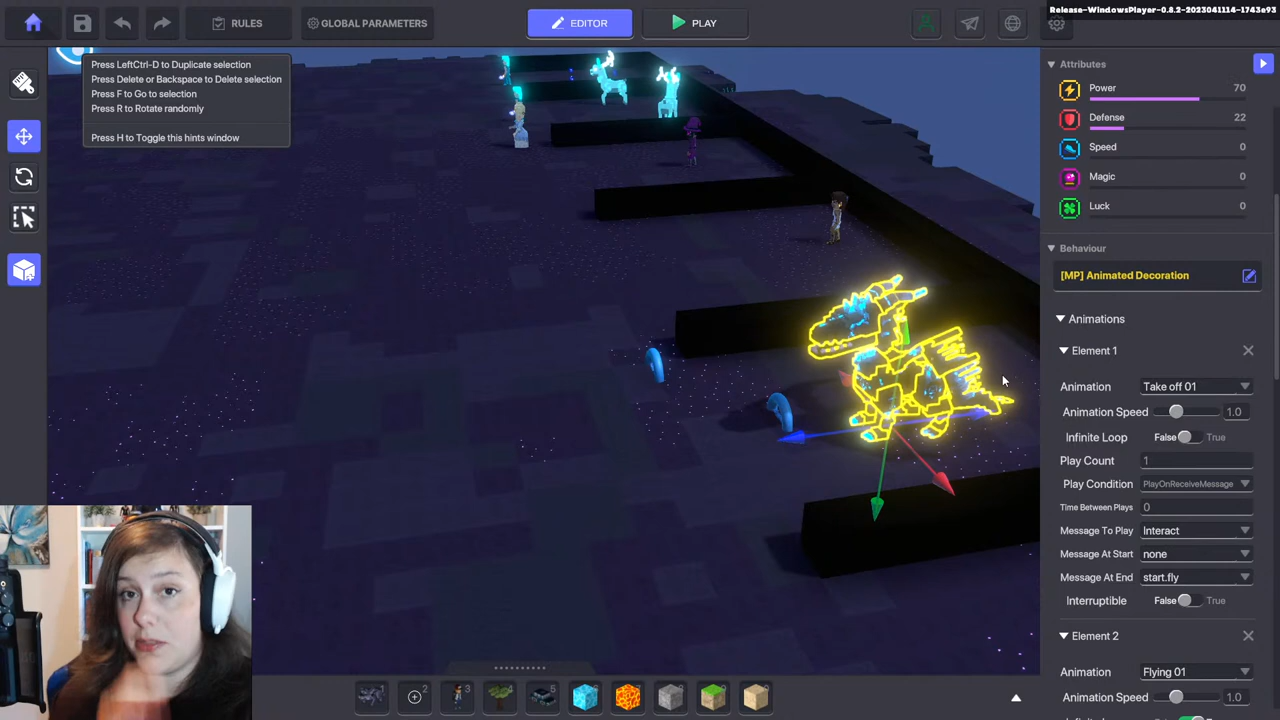 Release-WindowsPlayer-0.8.2-2023041114-1743e93
RULES
GLOBAL PARAMETERS
EDITOR
PLAY
Press LeftCtrl-D to Duplicate selection
Press Delete or Backspace to Delete selection
Press F to Go to selection
Press R to Rotate randomly
Press H to Toggle this hints window
Attributes
Power 70
Defense 22
Speed 0
Magic 0
Luck 0
Behaviour
[MP] Animated Decoration
Animations
Element 1
Animation Take off 01
Animation Speed 1.0
Infinite Loop False True
Play Count 1
Play Condition PlayOnReceiveMessage
Time Between Plays 0
Message To Play Interact
Message At Start none
Message At End start.fly
Interruptible False True
Element 2
Animation Flying 01
Animation Speed 1.0
2
3
5